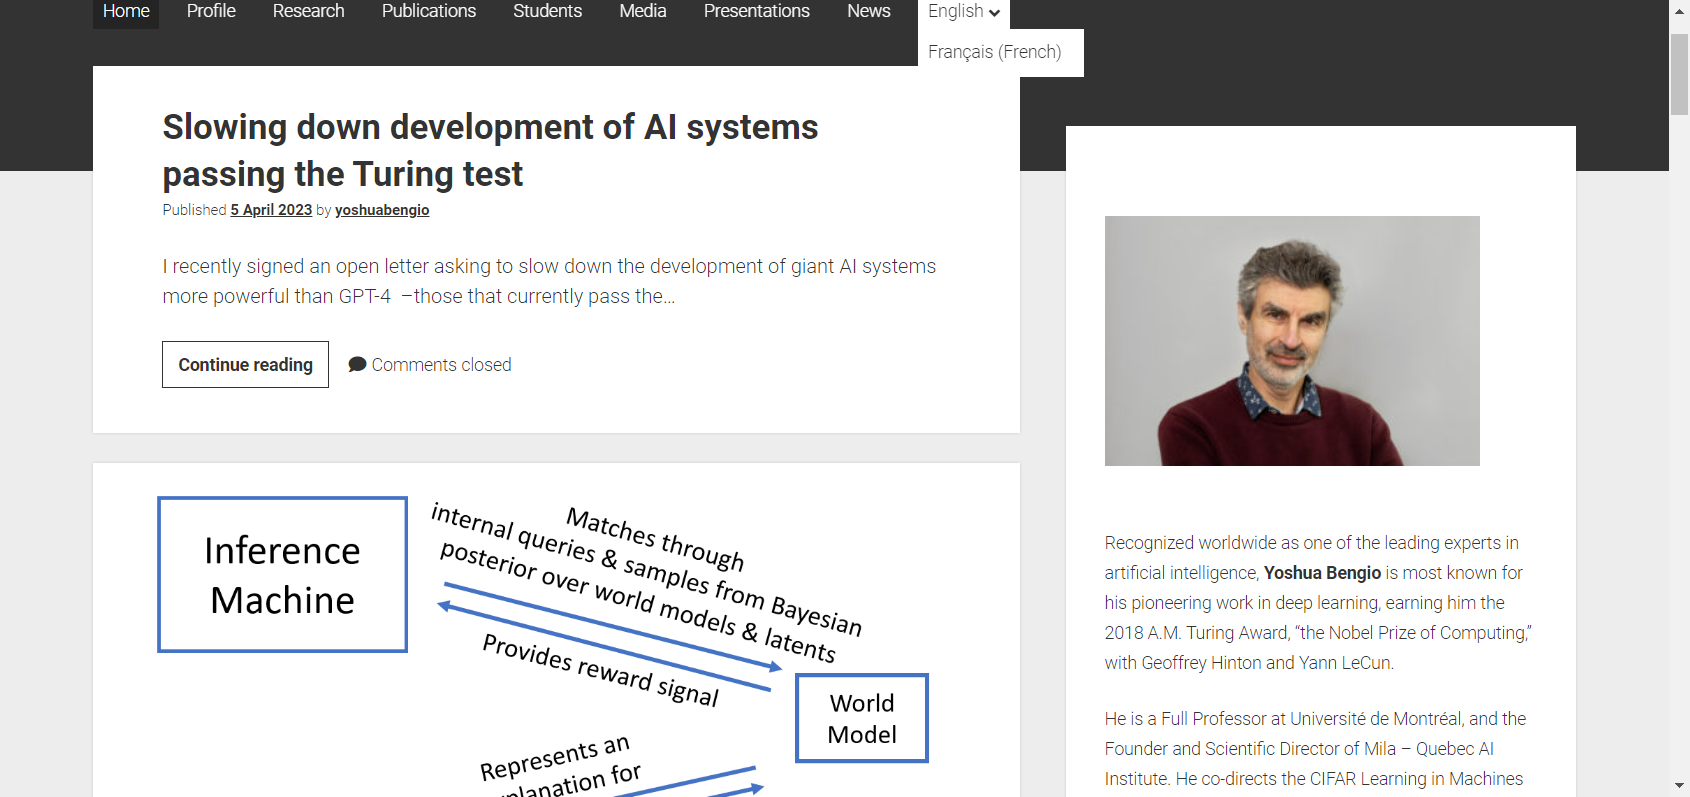 Home Profile Research Publications Students Media Presentations News English
Français (French)
Slowing down development of AI systems
passing the Turing test
Published 5 April 2023 by yoshuabengio
I recently signed an open letter asking to slow down the development of giant AI systems
more powerful than GPT-4 –those that currently pass the…
Continue reading Comments closed
Inference
Machine
Matches through
internal queries & samples from Bayesian
posterior over world models & latents
Provides reward signal
World
Model
Represents an
planation for
Recognized worldwide as one of the leading experts in
artificial intelligence, Yoshua Bengio is most known for
his pioneering work in deep learning, earning him the
2018 A.M. Turing Award, “the Nobel Prize of Computing,”
with Geoffrey Hinton and Yann LeCun.
He is a Full Professor at Université de Montréal, and the
Founder and Scientific Director of Mila – Quebec AI
Institute. He co-directs the CIFAR Learning in Machines